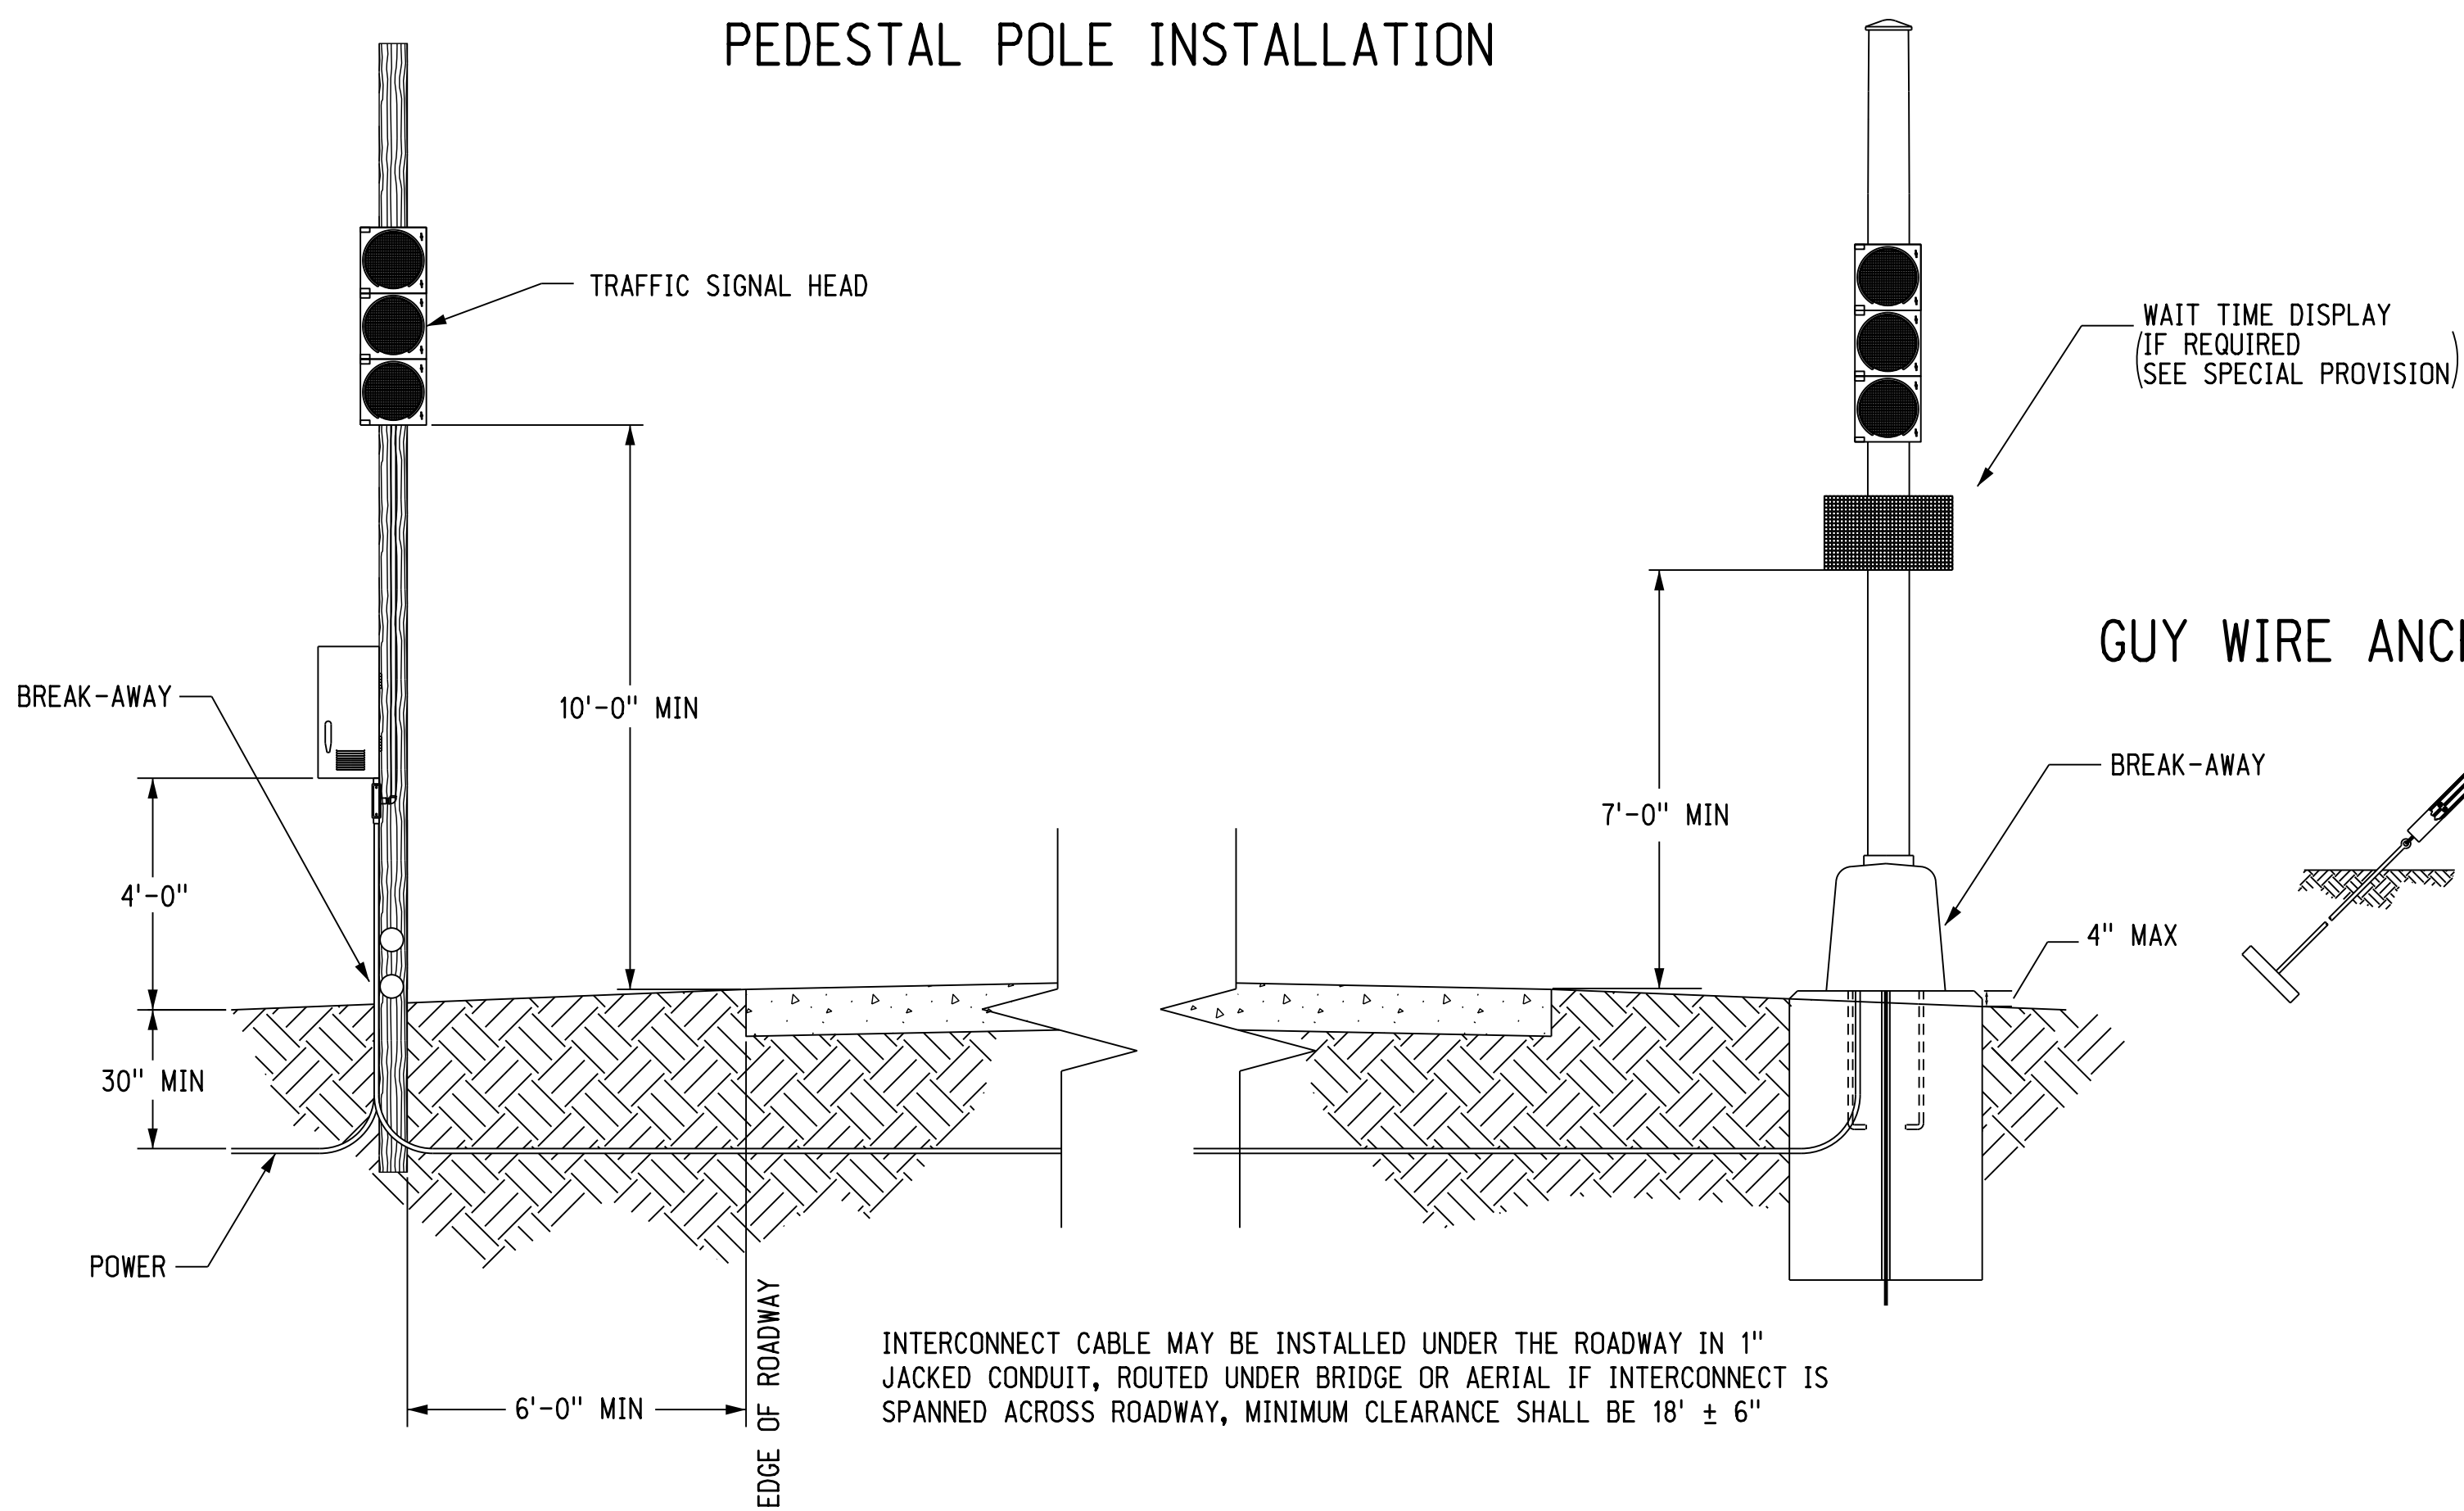 PEDESTAL POLE INSTALLATION
TRAFFIC SIGNAL HEAD
WAIT TIME DISPLAY
(IF REQUIRED
SEE SPECIAL PROVISION)
GUY WIRE
BREAK-AWAY
10'-0" MIN
BREAK-AWAY
7'-0" MIN
4'-0"
4" MAX
30" MIN
POWER
EDGE OF ROADWAY
6'-0" MIN
INTERCONNECT CABLE MAY BE INSTALLED UNDER THE ROADWAY IN 1"
JACKED CONDUIT, ROUTED UNDER BRIDGE OR AERIAL IF INTERCONNECT IS
SPANNED ACROSS ROADWAY, MINIMUM CLEARANCE SHALL BE 18' ± 6"